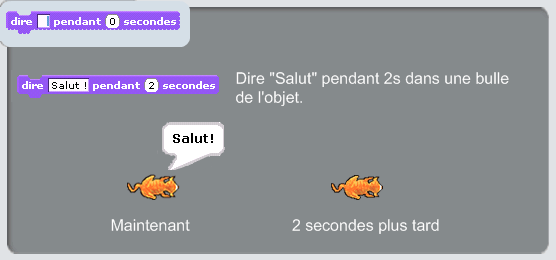 dire pendant 0 secondes
dire Salut ! pendant 2 secondes
Dire "Salut" pendant 2s dans une bulle
de l'objet.
Salut!
Maintenant
2 secondes plus tard